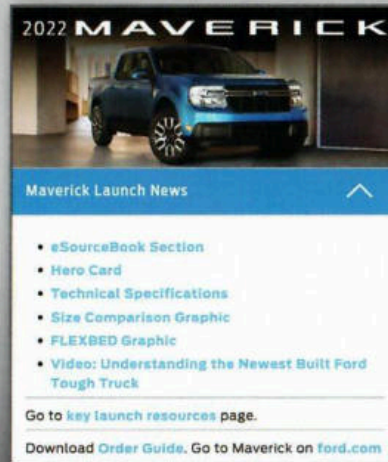 2022 MAVERICK
Maverick Launch News
• eSourceBook Section
• Hero Card
• Technical Specifications
• Size Comparison Graphic
• FLEXBED Graphic
• Video: Understanding the Newest Built Ford
Tough Truck
Go to key launch resources page.
Download Order Guide. Go to Maverick on ford.com